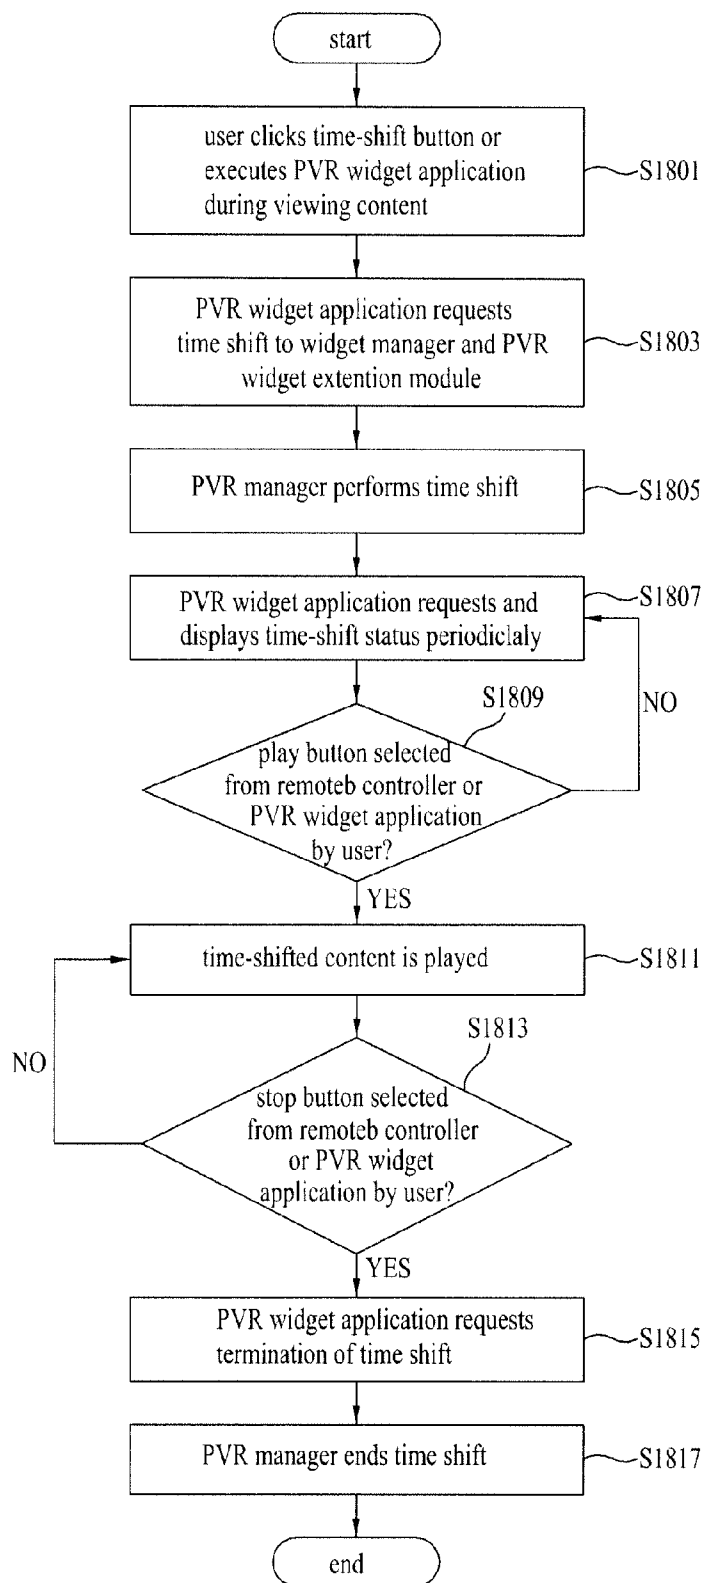 start
user clicks time-shift button or
executes PVR widget application
during viewing content
S1801
PVR widget application requests
time shift to widget manager and PVR
widget extention module
S1803
PVR manager performs time shift
S1805
PVR widget application requests and
displays time-shift status periodiclaly
S1807
S1809
NO
play button selected
from remoteb controller or
PVR widget application
by user?
YES
time-shifted content is played
S1811
S1813
NO
stop button selected
from remoteb controller
or PVR widget
application by user?
YES
PVR widget application requests
termination of time shift
S1815
PVR manager ends time shift
S1817
end